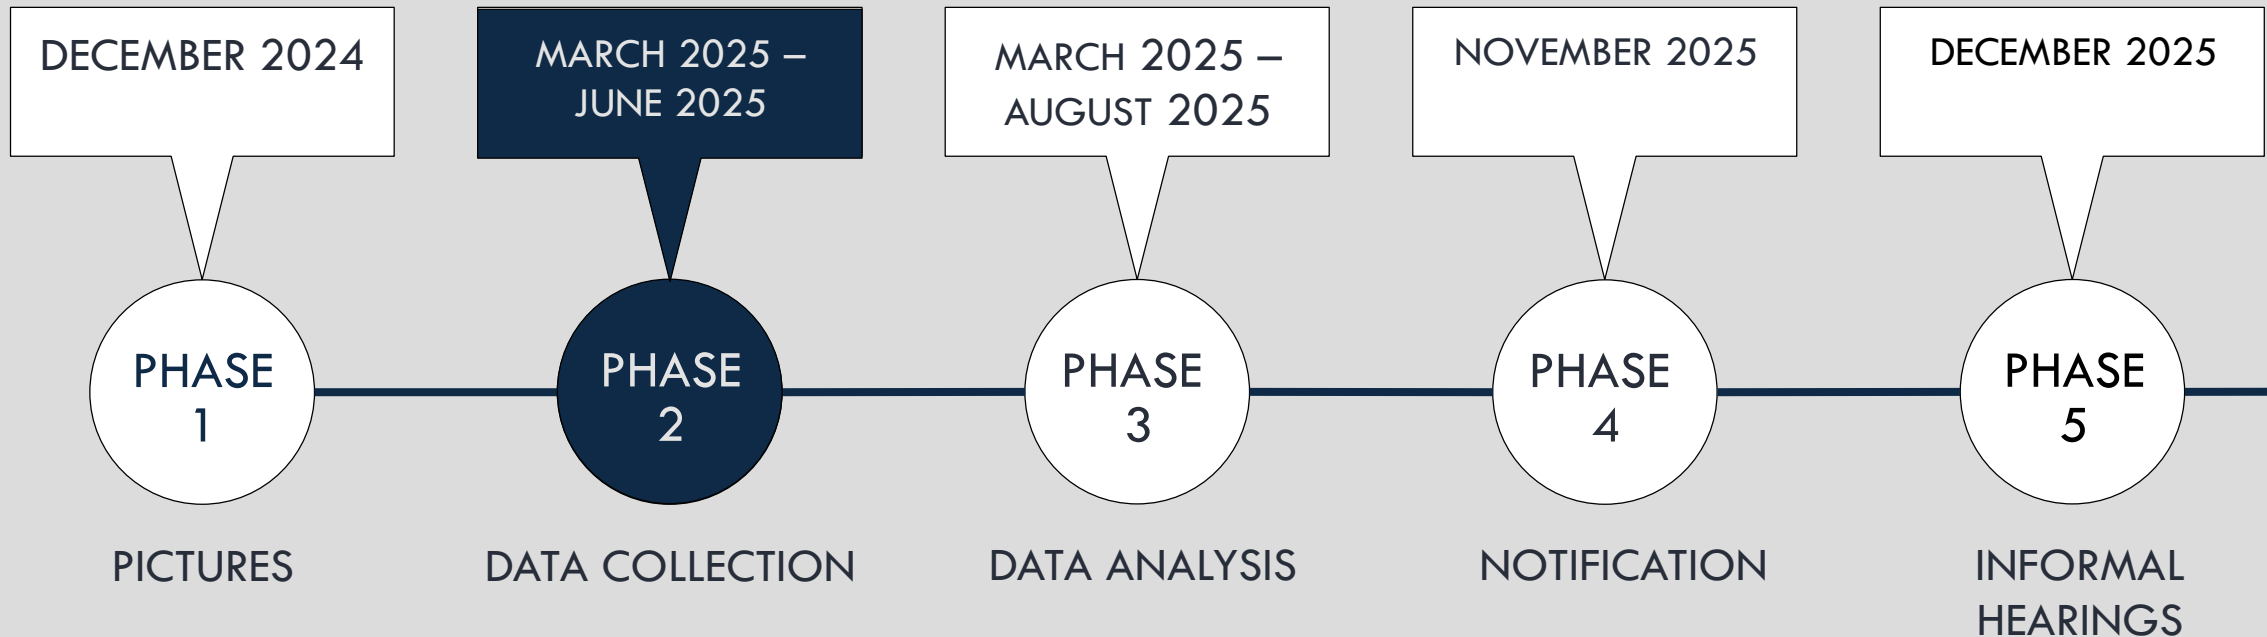 DECEMBER 2024
MARCH 2025 –
JUNE 2025
MARCH 2025 –
AUGUST 2025
NOVEMBER 2025
DECEMBER 2025
PHASE
1
PHASE
2
PHASE
3
PHASE
4
PHASE
5
PICTURES
DATA COLLECTION
DATA ANALYSIS
NOTIFICATION
INFORMAL
HEARINGS